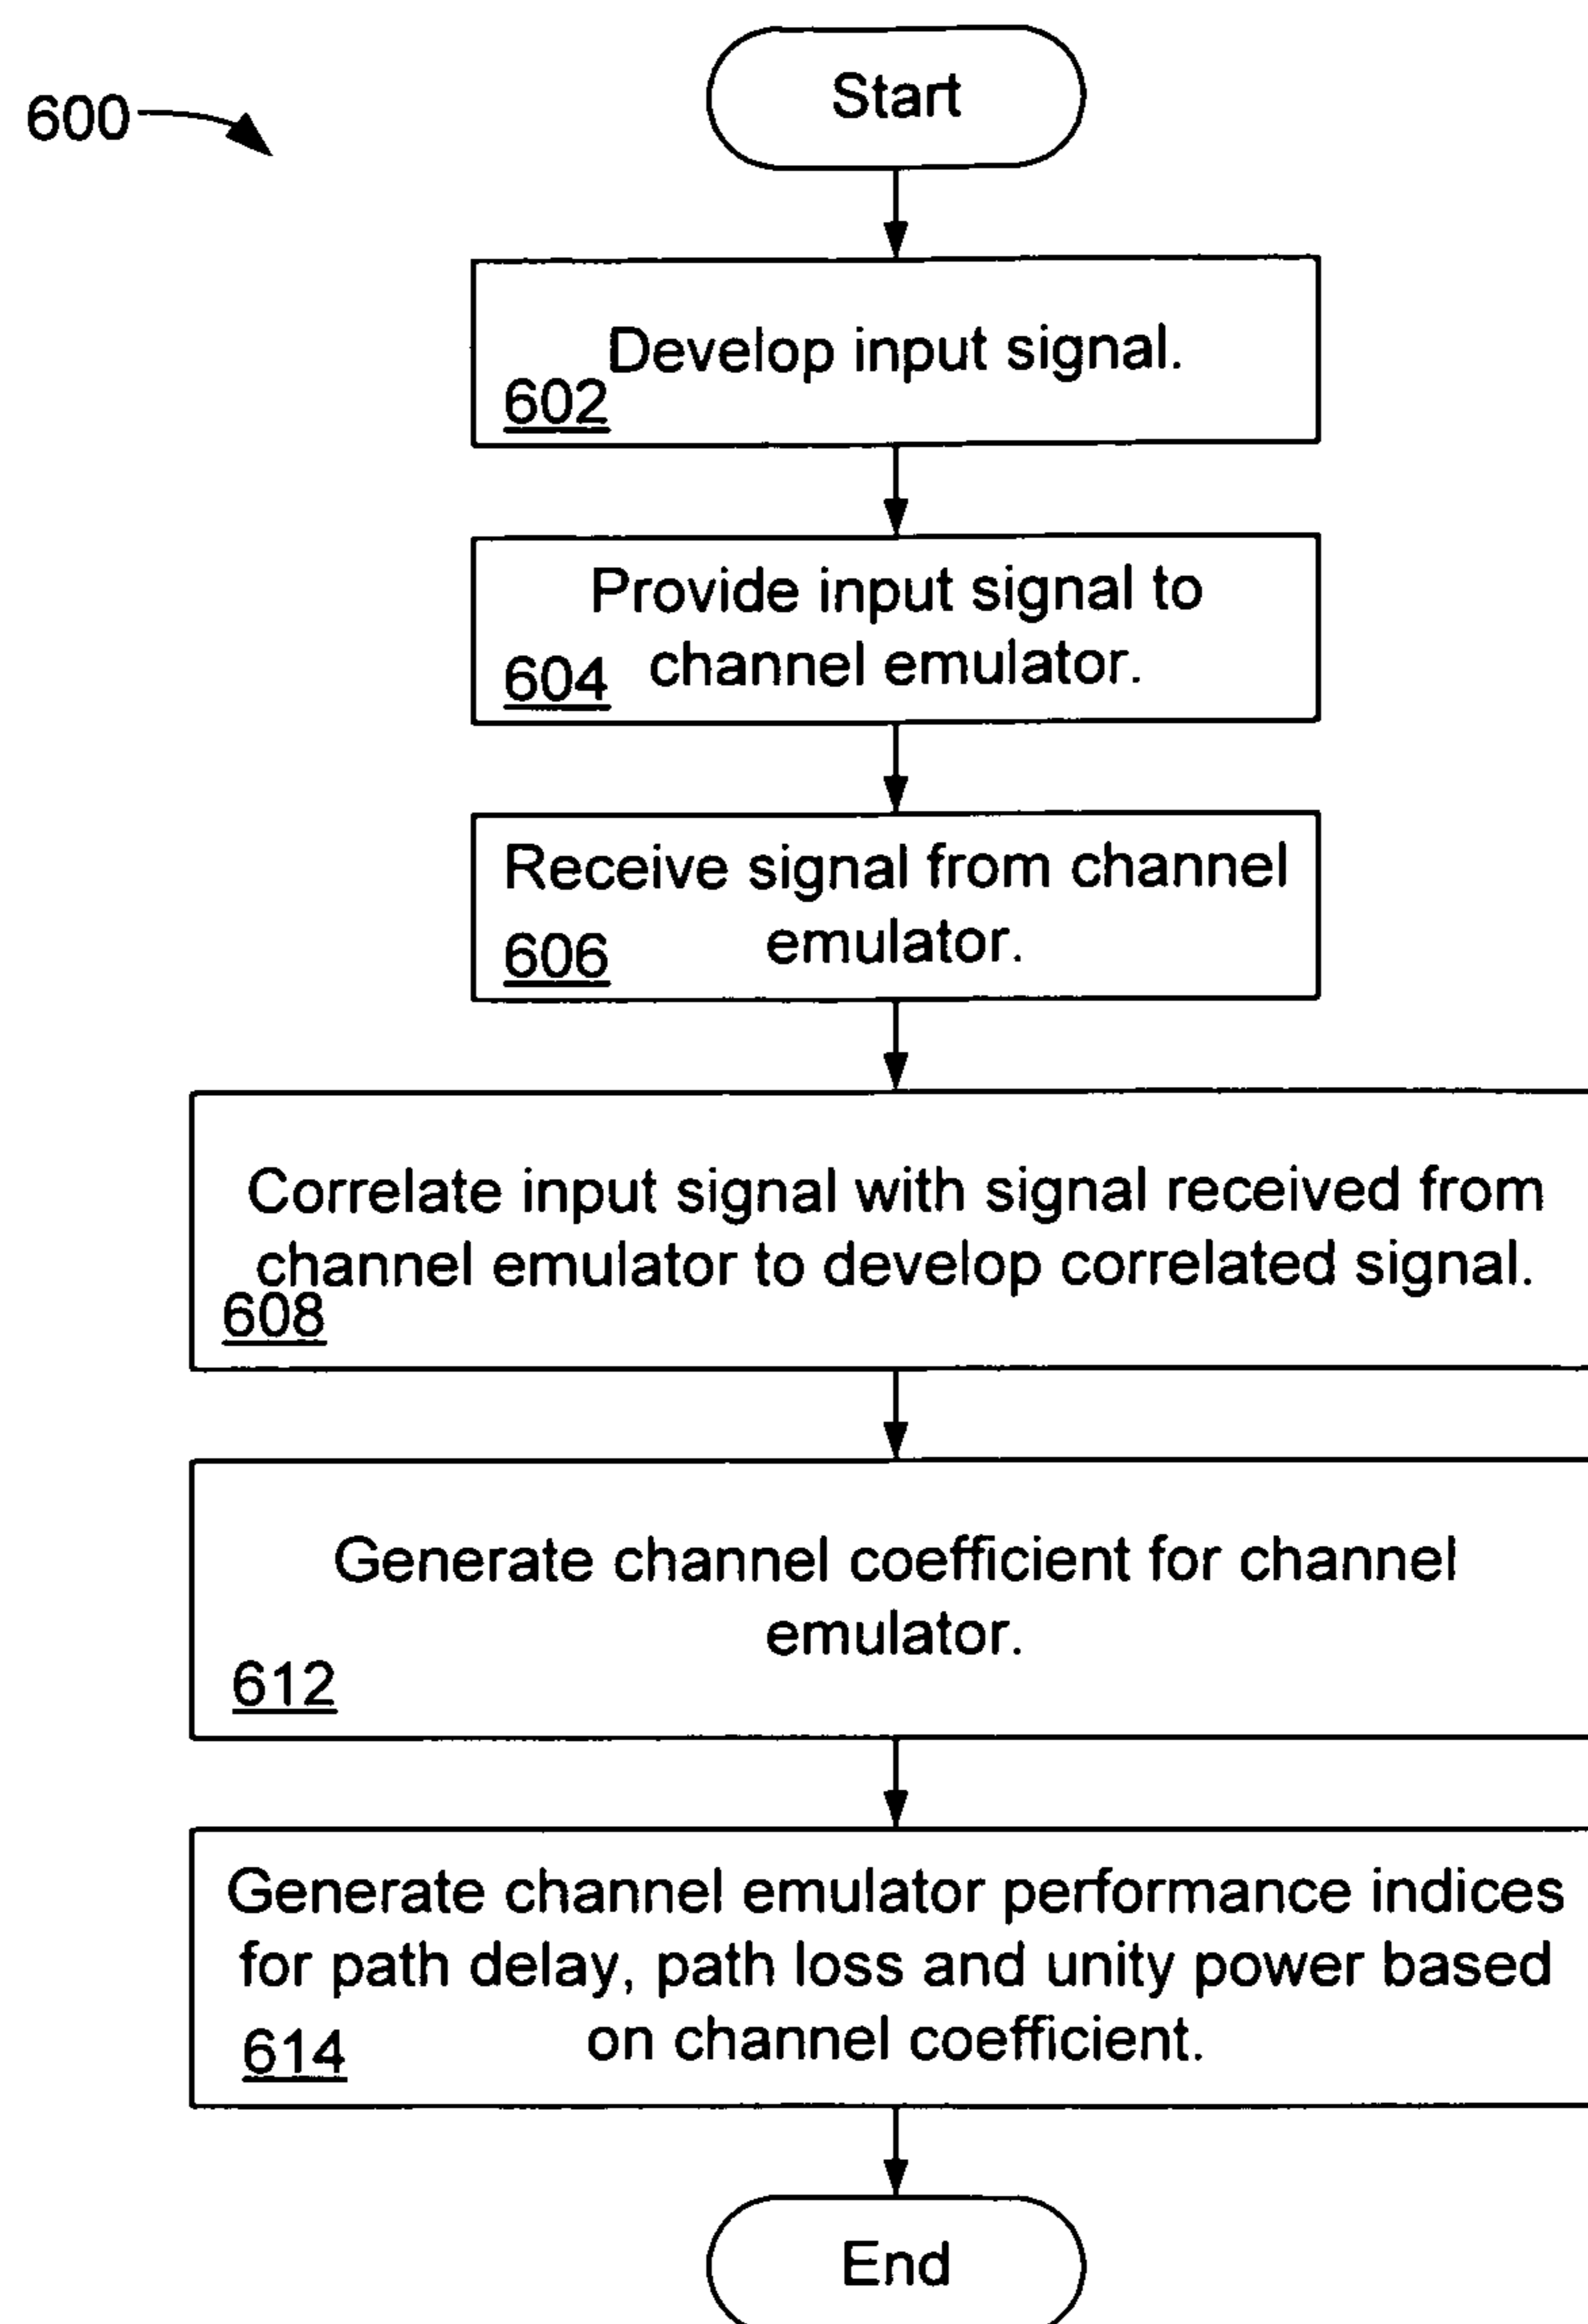 600
Start
Develop input signal.
602
Provide input signal to
channel emulator.
604
Receive signal from channel
emulator.
606
Correlate input signal with signal received from
channel emulator to develop correlated signal.
608
Generate channel coefficient for channel
emulator.
612
Generate channel emulator performance indices
for path delay, path loss and unity power based
on channel coefficient.
614
End